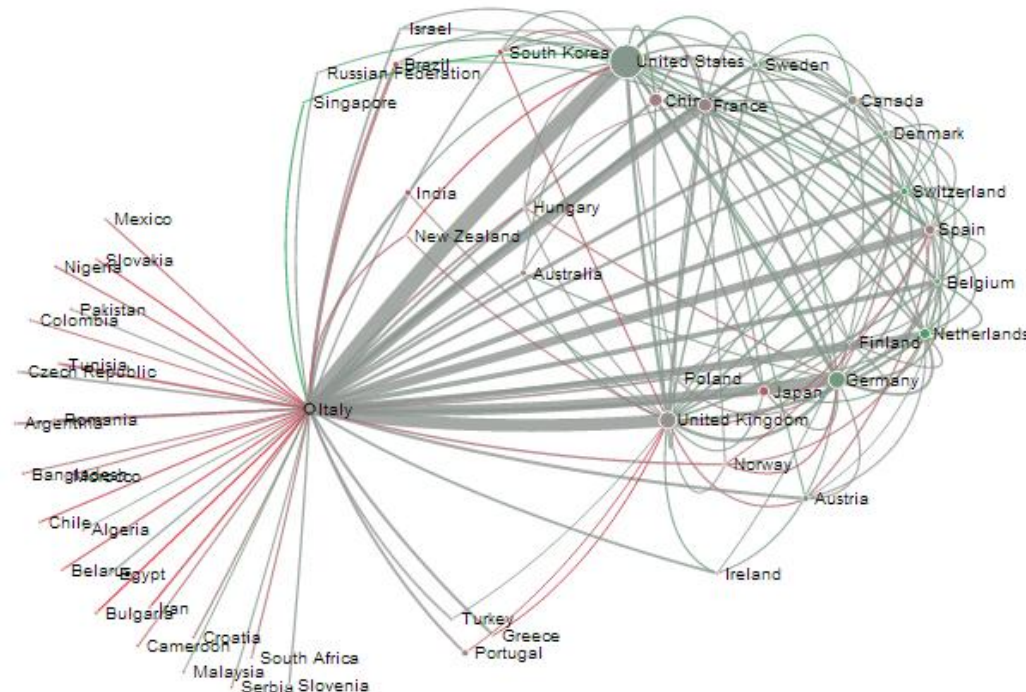 Israel
South Korea
United States
Sweden
Brazil
Russian Federation
Singapore
China
France
Canada
Denmark
India
Hungary
Switzerland
New Zealand
Spain
Mexico
Slovakia
Nigeria
Australia
Belgium
Pakistan
Colombia
Netherlands
Finland
Tunisia
Czech Republic
Poland
Germany
Japan
Italy
Argentina
Romania
United Kingdom
Norway
Bangladesh
Morocco
Austria
Chile
Algeria
Belarus
Egypt
Ireland
Bulgaria
Iran
Turkey
Croatia
Greece
Cameroon
Portugal
South Africa
Malaysia
Serbia
Slovenia